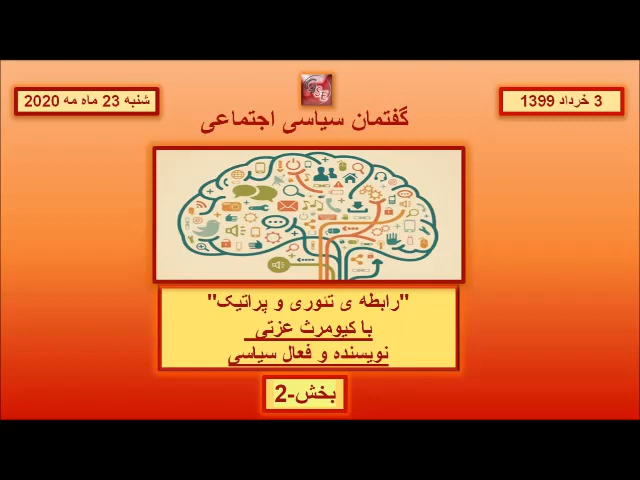 3 خرداد 1399
شنبه 23 ماه مه 2020
گفتمان سیاسی اجتماعی
"رابطه ی تئوری و پراتیک"
با کیومرث عزتی
نویسنده و فعال سیاسی
بخش-2